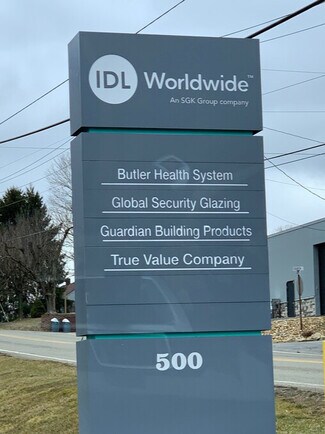 IDL Worldwide™
An SGK Group company
Butler Health System
Global Security Glazing
Guardian Building Products
True Value Company
500